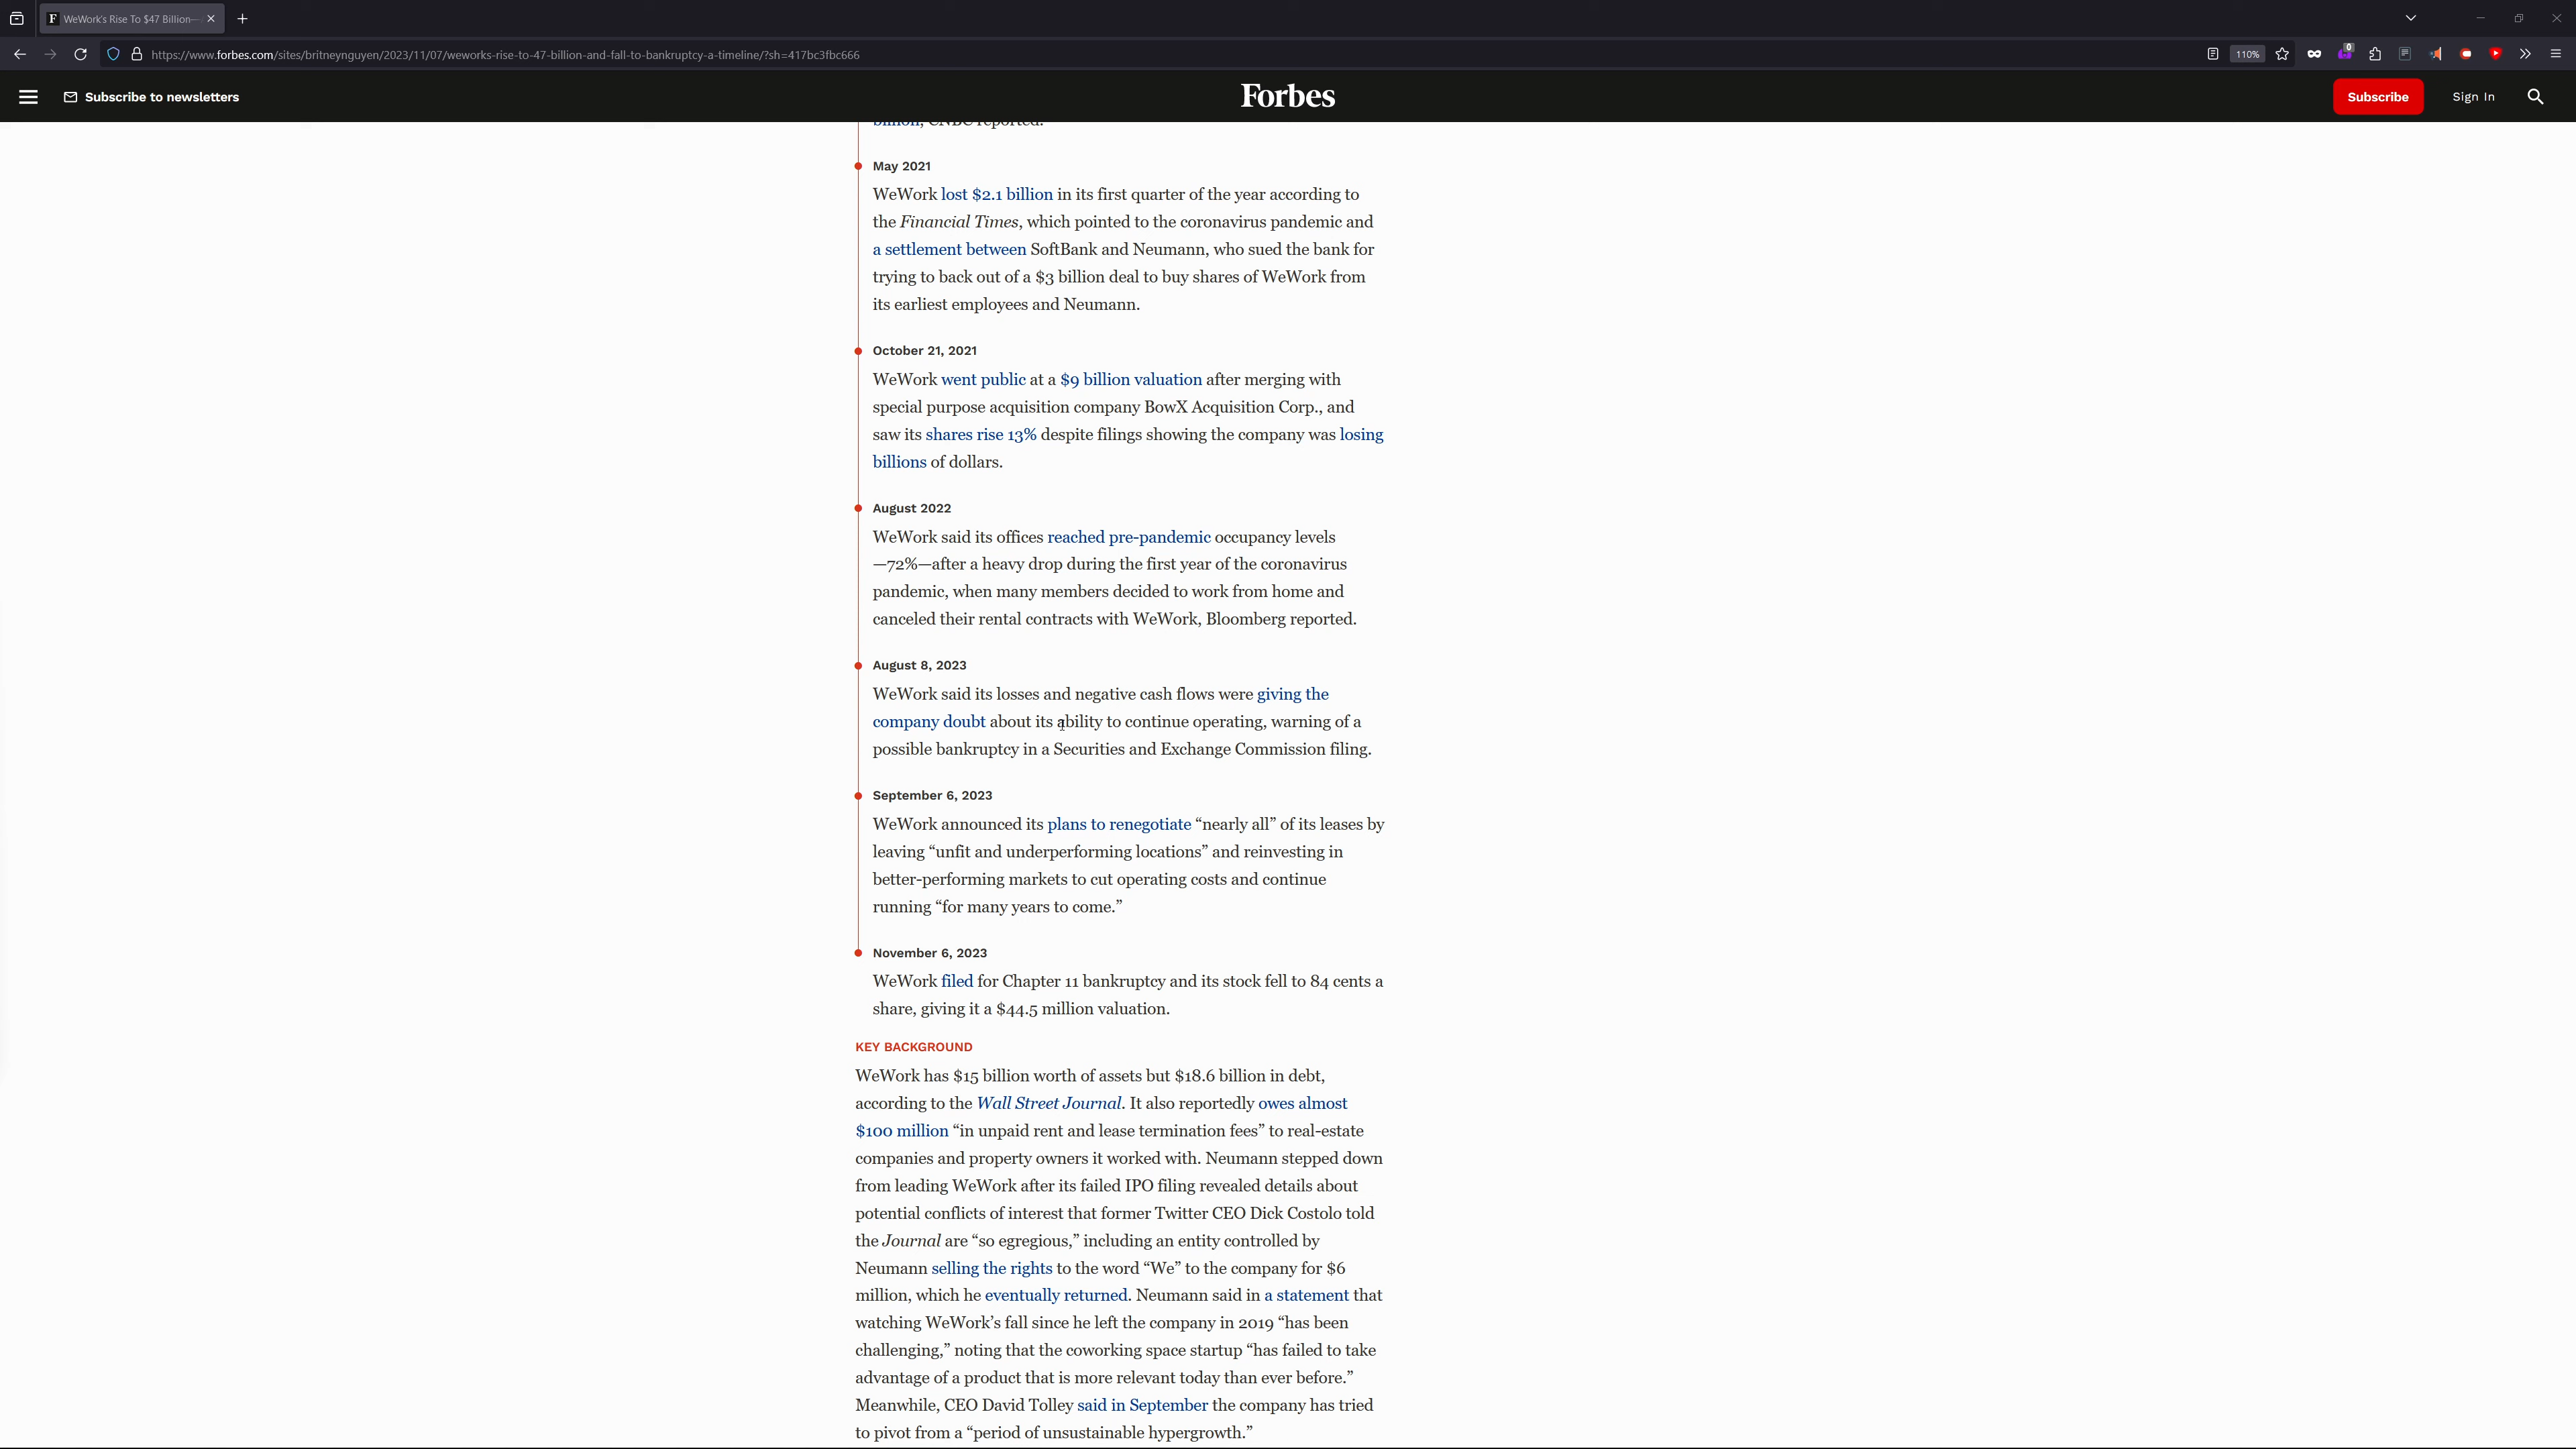 WeWork's Rise To $47 Billion—
https://www.forbes.com/sites/britneynguyen/2023/11/07/weworks-rise-to-47-billion-and-fall-to-bankruptcy-a-timeline/?sh=417bc3fbc666
110%
0
Subscribe to newsletters
Forbes
Subscribe
Sign In
billion, CNBC reported.
May 2021
WeWork lost $2.1 billion in its first quarter of the year according to
the Financial Times, which pointed to the coronavirus pandemic and
a settlement between SoftBank and Neumann, who sued the bank for
trying to back out of a $3 billion deal to buy shares of WeWork from
its earliest employees and Neumann.
October 21, 2021
WeWork went public at a $9 billion valuation after merging with
special purpose acquisition company BowX Acquisition Corp., and
saw its shares rise 13% despite filings showing the company was losing
billions of dollars.
August 2022
WeWork said its offices reached pre-pandemic occupancy levels
—72%—after a heavy drop during the first year of the coronavirus
pandemic, when many members decided to work from home and
canceled their rental contracts with WeWork, Bloomberg reported.
August 8, 2023
WeWork said its losses and negative cash flows were giving the
company doubt about its ability to continue operating, warning of a
possible bankruptcy in a Securities and Exchange Commission filing.
September 6, 2023
WeWork announced its plans to renegotiate “nearly all” of its leases by
leaving “unfit and underperforming locations” and reinvesting in
better-performing markets to cut operating costs and continue
running “for many years to come.”
November 6, 2023
WeWork filed for Chapter 11 bankruptcy and its stock fell to 84 cents a
share, giving it a $44.5 million valuation.
KEY BACKGROUND
WeWork has $15 billion worth of assets but $18.6 billion in debt,
according to the Wall Street Journal. It also reportedly owes almost
$100 million “in unpaid rent and lease termination fees” to real-estate
companies and property owners it worked with. Neumann stepped down
from leading WeWork after its failed IPO filing revealed details about
potential conflicts of interest that former Twitter CEO Dick Costolo told
the Journal are “so egregious,” including an entity controlled by
Neumann selling the rights to the word “We” to the company for $6
million, which he eventually returned. Neumann said in a statement that
watching WeWork’s fall since he left the company in 2019 “has been
challenging,” noting that the coworking space startup “has failed to take
advantage of a product that is more relevant today than ever before.”
Meanwhile, CEO David Tolley said in September the company has tried
to pivot from a “period of unsustainable hypergrowth.”